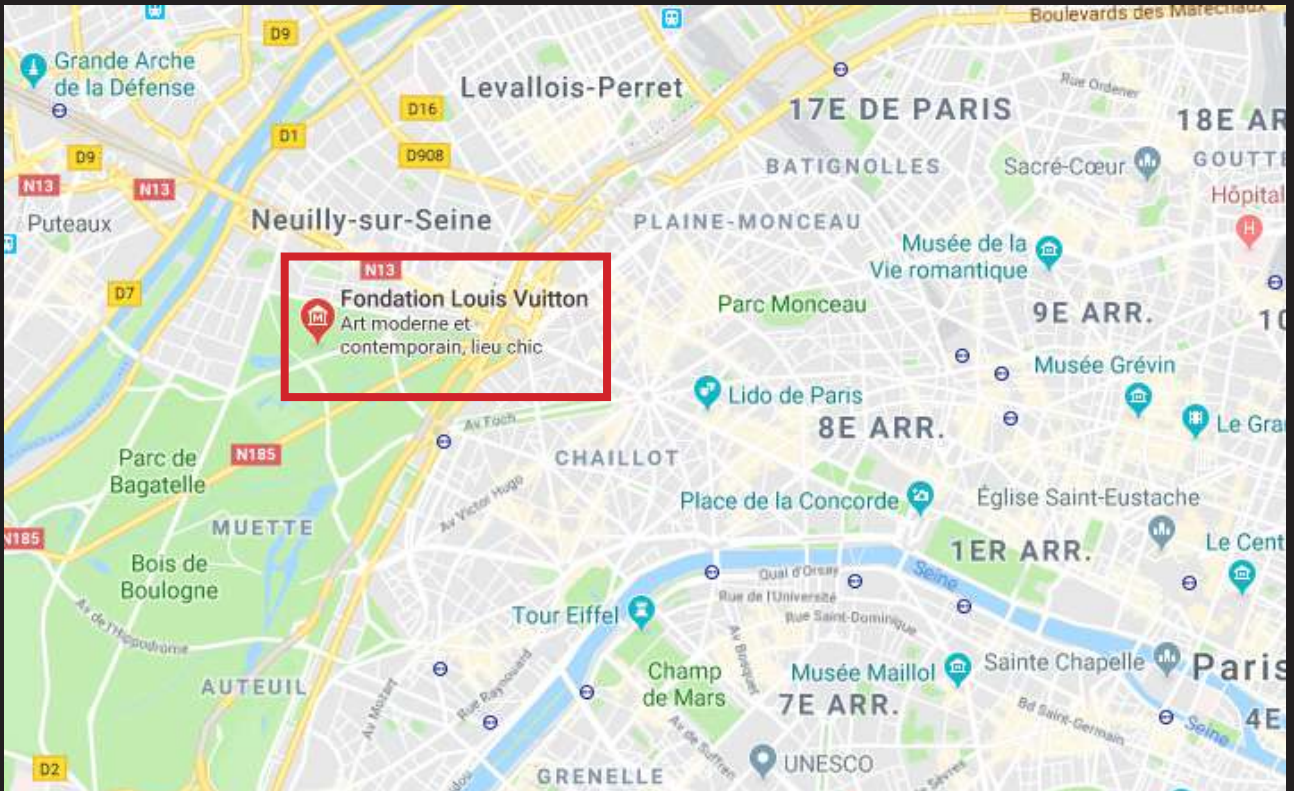 Boulevards des Maréchaux
D9
Grande Arche
de la Défense
Levallois-Perret
Rue Ordener
D16
17E DE PARIS
18E AR
D1
D9
D908
BATIGNOLLES
Sacré-Cœur
GOUTTE
N13
N13
Hôpital
H
Puteaux
Neuilly-sur-Seine
PLAINE-MONCEAU
Musée de la
Vie romantique
N13
D7
Fondation Louis Vuitton
Art moderne et
contemporain, lieu chic
Parc Monceau
9E ARR.
10
Musée Grévin
Lido de Paris
Av Foch
8E ARR.
Le Gra
Parc de
Bagatelle
N185
CHAILLOT
Av Victor Hugo
Place de la Concorde
Église Saint-Eustache
MUETTE
N185
1ER ARR.
Le Cent
Bois de
Boulogne
Quai d'Orsay
Seine
Rue de l'Université
Av de l'Hippodrome
Tour Eiffel
Rue Saint-Dominique
Av Bosquet
Champ
de Mars
Musée Maillol
Sainte Chapelle
Paris
AUTEUIL
Av Mozart
Rue Raynouard
7E ARR.
Bd Saint-Germain
Seine
4E
Av de Suffren
D2
GRENELLE
UNESCO
de Sèvres